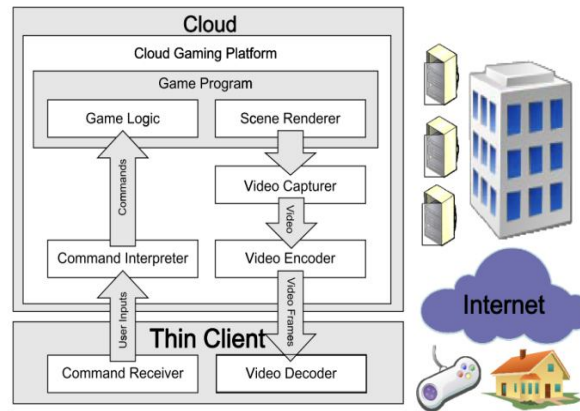 Cloud
Cloud Gaming Platform
Game Program
Game Logic
Scene Renderer
Commands
Video Capturer
Video
Command Interpreter
Video Encoder
User Inputs
Video Frames
Internet
Thin Client
Command Receiver
Video Decoder